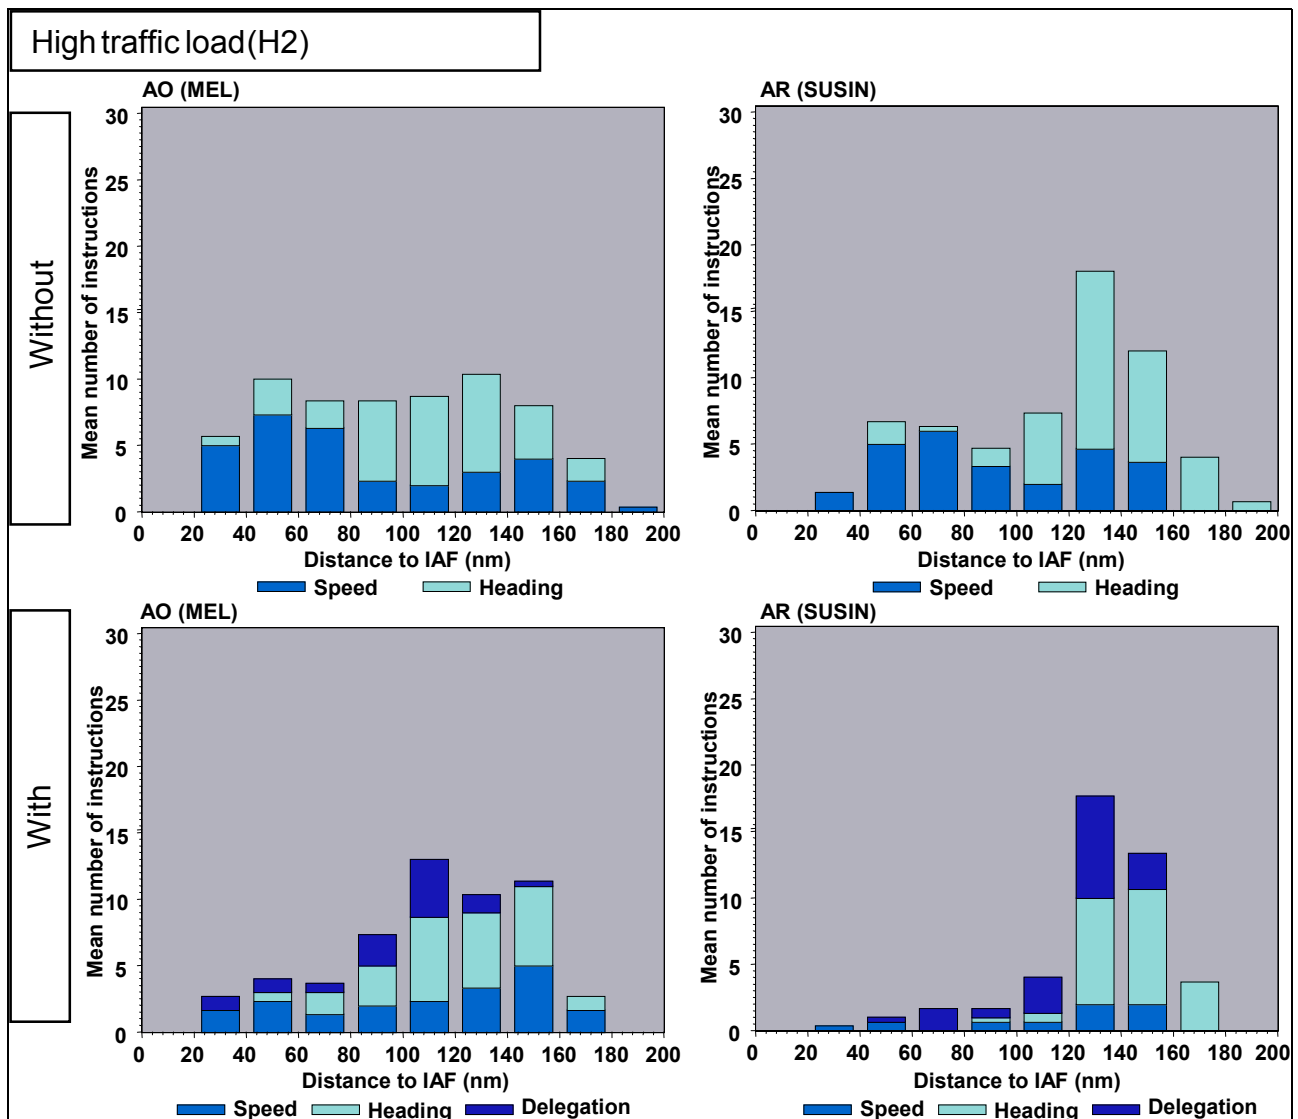 High traffic load (H2)
Without
AO (MEL)
Mean number of instructions
30
25
20
15
10
5
0
0 20 40 60 80 100 120 140 160 180 200
Distance to IAF (nm)
Speed Heading
AR (SUSIN)
Mean number of instructions
30
25
20
15
10
5
0
0 20 40 60 80 100 120 140 160 180 200
Distance to IAF (nm)
Speed Heading
With
AO (MEL)
Mean number of instructions
30
25
20
15
10
5
0
0 20 40 60 80 100 120 140 160 180 200
Distance to IAF (nm)
Speed Heading Delegation
AR (SUSIN)
Mean number of instructions
30
25
20
15
10
5
0
0 20 40 60 80 100 120 140 160 180 200
Distance to IAF (nm)
Speed Heading Delegation